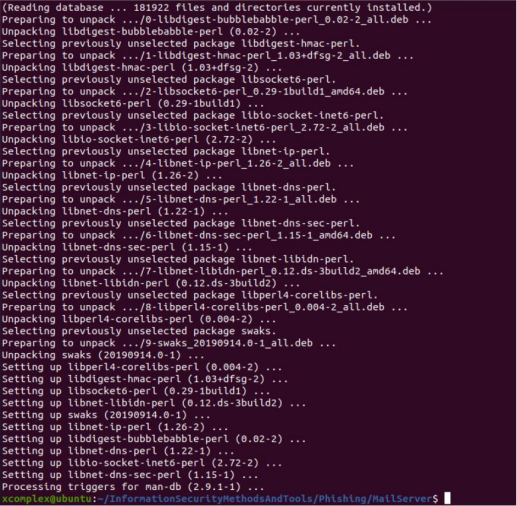 (Reading database ... 181922 files and directories currently installed.)
Preparing to unpack .../0-libdigest-bubblebabble-perl_0.02-2_all.deb ...
Unpacking libdigest-bubblebabble-perl (0.02-2) ...
Selecting previously unselected package libdigest-hmac-perl.
Preparing to unpack .../1-libdigest-hmac-perl_1.03+dfsg-2_all.deb ...
Unpacking libdigest-hmac-perl (1.03+dfsg-2) ...
Selecting previously unselected package libsocket6-perl.
Preparing to unpack .../2-libsocket6-perl_0.29-1build1_amd64.deb ...
Unpacking libsocket6-perl (0.29-1build1) ...
Selecting previously unselected package libio-socket-inet6-perl.
Preparing to unpack .../3-libio-socket-inet6-perl_2.72-2_all.deb ...
Unpacking libio-socket-inet6-perl (2.72-2) ...
Selecting previously unselected package libnet-ip-perl.
Preparing to unpack .../4-libnet-ip-perl_1.26-2_all.deb ...
Unpacking libnet-ip-perl (1.26-2) ...
Selecting previously unselected package libnet-dns-perl.
Preparing to unpack .../5-libnet-dns-perl_1.22-1_all.deb ...
Unpacking libnet-dns-perl (1.22-1) ...
Selecting previously unselected package libnet-dns-sec-perl.
Preparing to unpack .../6-libnet-dns-sec-perl_1.15-1_amd64.deb ...
Unpacking libnet-dns-sec-perl (1.15-1) ...
Selecting previously unselected package libnet-libidn-perl.
Preparing to unpack .../7-libnet-libidn-perl_0.12.ds-3build2_amd64.deb ...
Unpacking libnet-libidn-perl (0.12.ds-3build2) ...
Selecting previously unselected package libperl4-corelibs-perl.
Preparing to unpack .../8-libperl4-corelibs-perl_0.004-2_all.deb ...
Unpacking libperl4-corelibs-perl (0.004-2) ...
Selecting previously unselected package swaks.
Preparing to unpack .../9-swaks_20190914.0-1_all.deb ...
Unpacking swaks (20190914.0-1) ...
Setting up libperl4-corelibs-perl (0.004-2) ...
Setting up libdigest-hmac-perl (1.03+dfsg-2) ...
Setting up libsocket6-perl (0.29-1build1) ...
Setting up libnet-libidn-perl (0.12.ds-3build2) ...
Setting up swaks (20190914.0-1) ...
Setting up libnet-ip-perl (1.26-2) ...
Setting up libdigest-bubblebabble-perl (0.02-2) ...
Setting up libnet-dns-perl (1.22-1) ...
Setting up libio-socket-inet6-perl (2.72-2) ...
Setting up libnet-dns-sec-perl (1.15-1) ...
Processing triggers for man-db (2.9.1-1) ...
xcomplex@ubuntu:~/InformationSecurityMethodsAndTools/Phishing/MailServer$